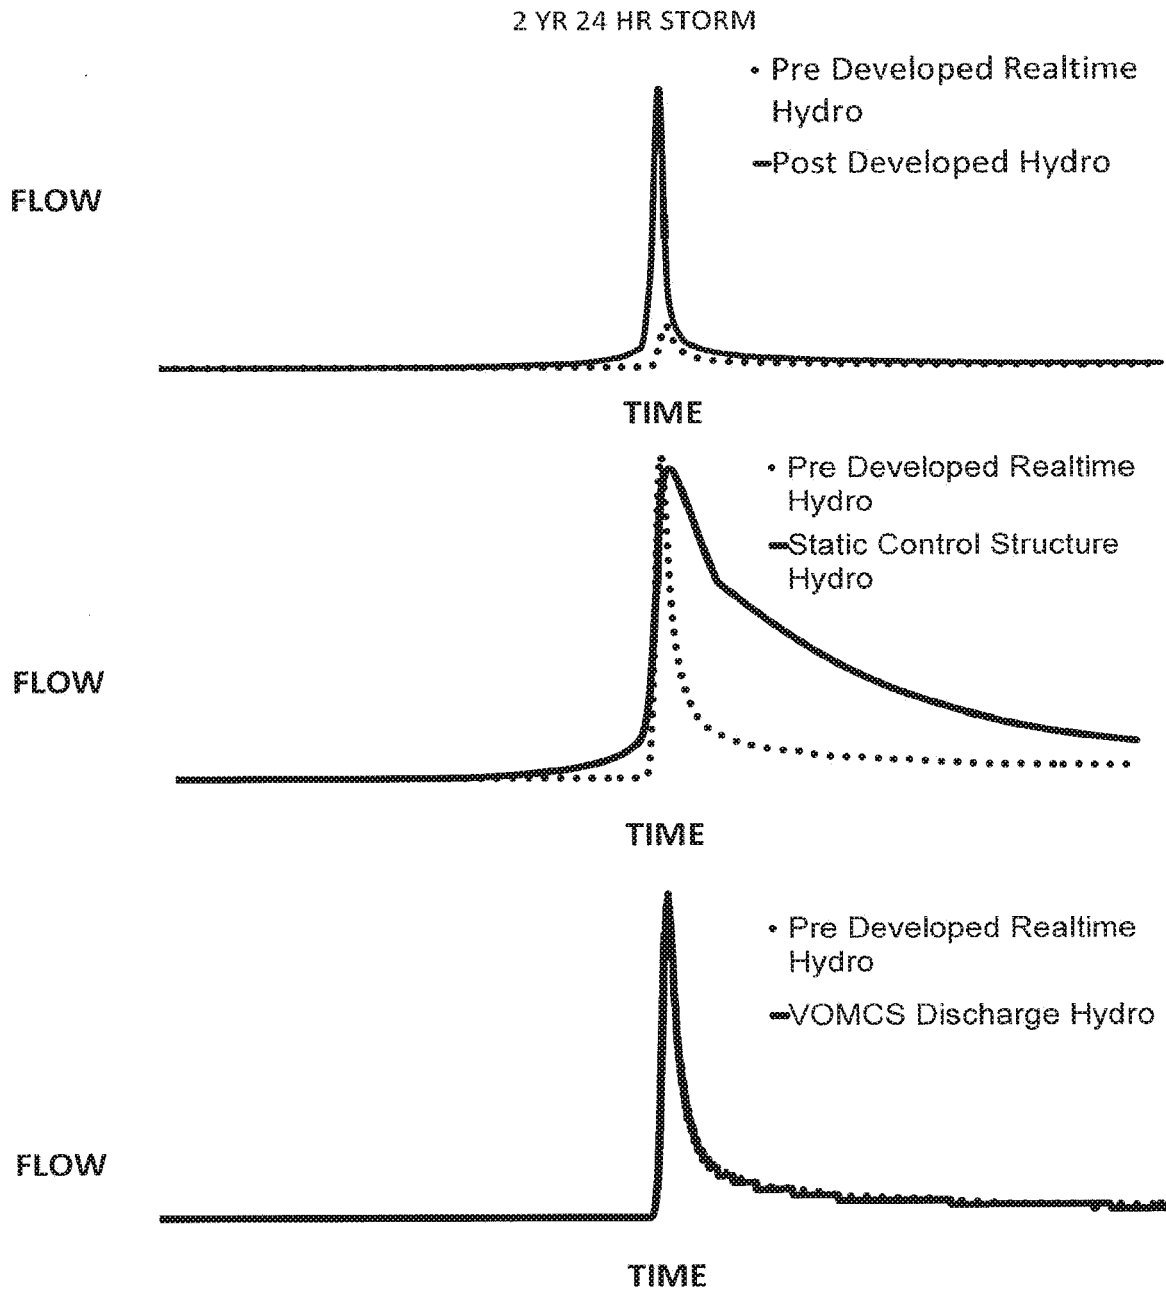 2 YR 24 HR STORM
Pre Developed Realtime
Hydro
Post Developed Hydro
FLOW
TIME
Pre Developed Realtime
Hydro
Static Control Structure
Hydro
FLOW
TIME
Pre Developed Realtime
Hydro
VOMCS Discharge Hydro
FLOW
TIME